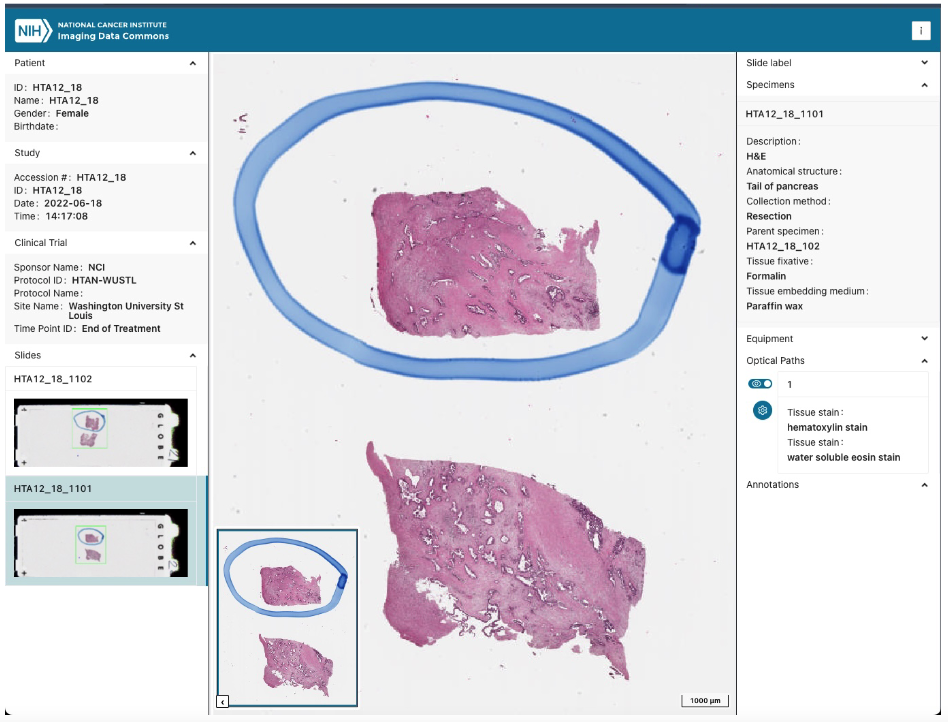 NIH
NATIONAL CANCER INSTITUTE
Imaging Data Commons
i
Patient
ID: HTA12_18
Name: HTA12_18
Gender: Female
Birthdate:
Study
Accession #: HTA12_18
ID: HTA12_18
Date: 2022-06-18
Time: 14:17:08
Clinical Trial
Sponsor Name: NCI
Protocol ID: HTAN-WUSTL
Protocol Name:
Site Name: Washington University St
Louis
Time Point ID: End of Treatment
Slides
HTA12_18_1102
GLOBE
HTA12_18_1101
GLOBE
1000 µm
Slide label
Specimens
HTA12_18_1101
Description:
H&E
Anatomical structure:
Tail of pancreas
Collection method:
Resection
Parent specimen:
HTA12_18_102
Tissue fixative:
Formalin
Tissue embedding medium:
Paraffin wax
Equipment
Optical Paths
1
Tissue stain:
hematoxylin stain
Tissue stain:
water soluble eosin stain
Annotations